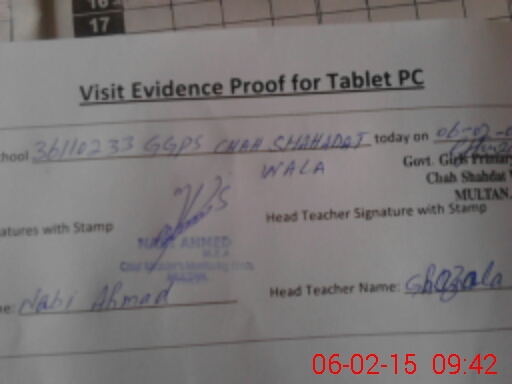 16
17
Visit Evidence Proof for Tablet PC
hool 36110233 GGPS CHAH SHAHADAT today on 06-02-
WALA
Govt. Girls Primary
Chah Shahdat
MULTAN.
atures with Stamp
Head Teacher Signature with Stamp
NABI AHMED
M.E.A
e: Nabi Ahmad
Head Teacher Name: Ghazala
06-02-15 09:42